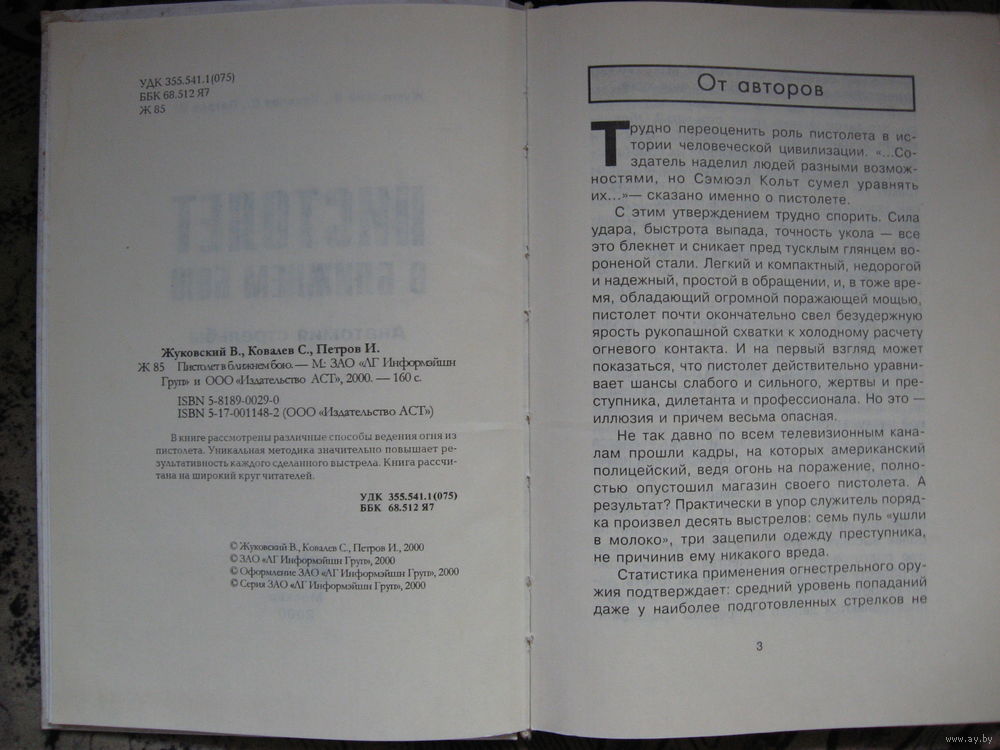 УДК 355.541.1(075)
ББК 68.512 Я7
Ж 85
Жуковский В., Ковалев С., Петров И.
Ж 85 Пистолет в ближнем бою. — М.: ЗАО «ЛГ Информэйшн
Груп» и ООО «Издательство АСТ», 2000. — 160 с.
ISBN 5-8189-0029-0
ISBN 5-17-001148-2 (ООО «Издательство АСТ»)
В книге рассмотрены различные способы ведения огня из
пистолета. Уникальная методика значительно повышает ре-
зультативность каждого сделанного выстрела. Книга рассчи-
тана на широкий круг читателей.
УДК 355.541.1(075)
ББК 68.512 Я7
© Жуковский В., Ковалев С., Петров И., 2000
© ЗАО «ЛГ Информэйшн Груп», 2000
© Оформление ЗАО «ЛГ Информэйшн Груп», 2000
© Серия ЗАО «ЛГ Информэйшн Груп», 2000
От авторов
Трудно переоценить роль пистолета в ис-
тории человеческой цивилизации. «...Со-
здатель наделил людей разными возмож-
ностями, но Сэмюэл Кольт сумел уравнять
их...»— сказано именно о пистолете.
С этим утверждением трудно спорить. Сила
удара, быстрота выпада, точность укола — все
это блекнет и сникает пред тусклым глянцем во-
роненой стали. Легкий и компактный, недорогой
и надежный, простой в обращении, и, в тоже вре-
мя, обладающий огромной поражающей мощью,
пистолет почти окончательно свел безудержную
ярость рукопашной схватки к холодному расчету
огневого контакта. И на первый взгляд может
показаться, что пистолет действительно уравни-
вает шансы слабого и сильного, жертвы и пре-
ступника, дилетанта и профессионала. Но это —
иллюзия и причем весьма опасная.
Не так давно по всем телевизионным кана-
лам прошли кадры, на которых американский
полицейский, ведя огонь на поражение, полно-
стью опустошил магазин своего пистолета. А
результат? Практически в упор служитель поряд-
ка произвел десять выстрелов: семь пуль «ушли
в молоко», три зацепили одежду преступника,
не причинив ему никакого вреда.
Статистика применения огнестрельного ору-
жия подтверждает: средний уровень попаданий
даже у наиболее подготовленных стрелков не
3
www.ay.by